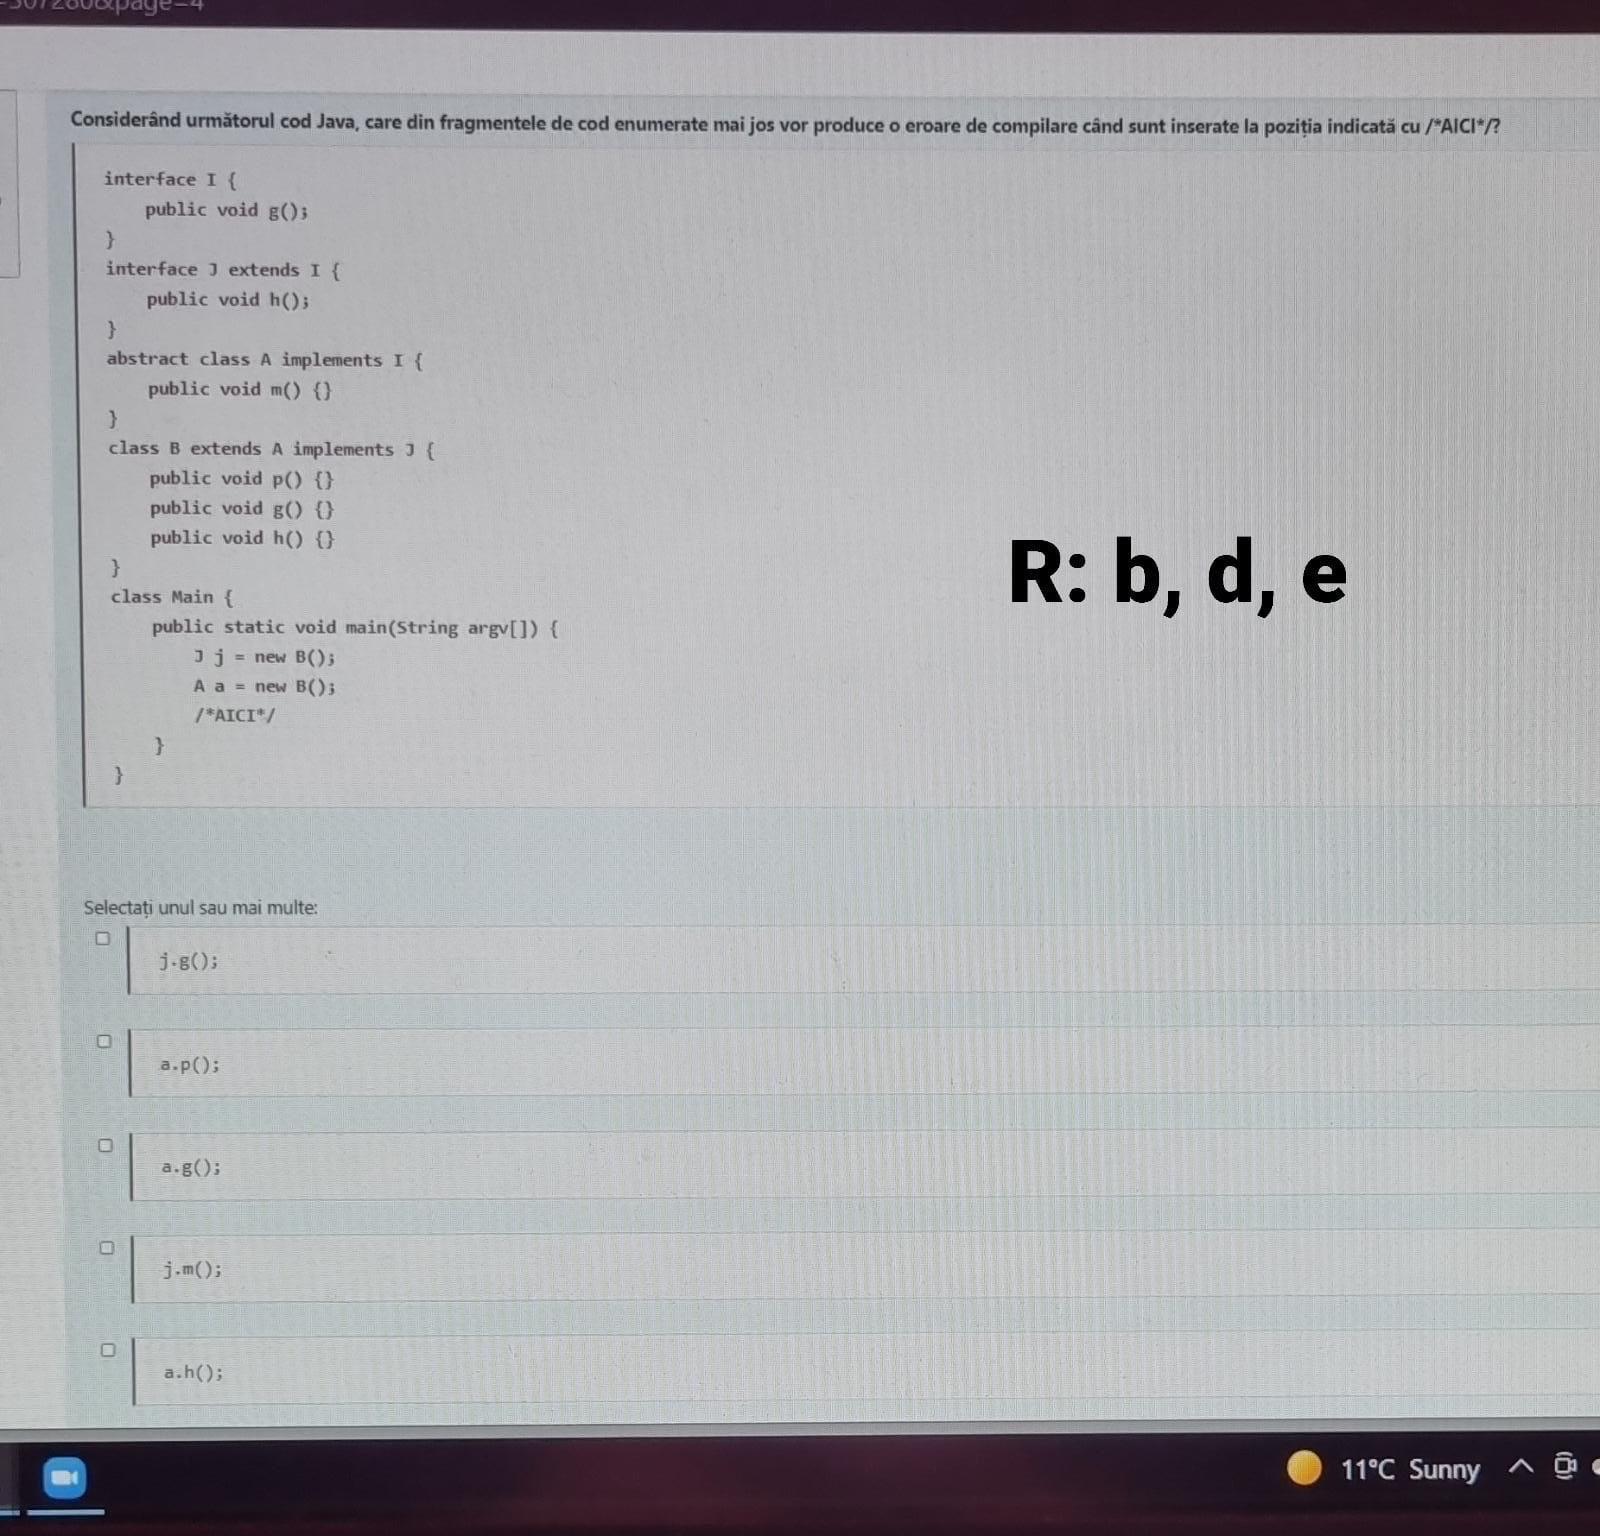 Considerând următorul cod Java, care din fragmentele de cod enumerate mai jos vor produce o eroare de compilare când sunt inserate la poziția indicată cu /*AICI*/?
interface I {
    public void g();
}
interface J extends I {
    public void h();
}
abstract class A implements I {
    public void m() {}
}
class B extends A implements J {
    public void p() {}
    public void g() {}
    public void h() {}
}
class Main {
    public static void main(String argv[]) {
        J j = new B();
        A a = new B();
        /*AICI*/
    }
}
R: b, d, e
Selectați unul sau mai multe:
j.g();
a.p();
a.g();
j.m();
a.h();
11°C Sunny